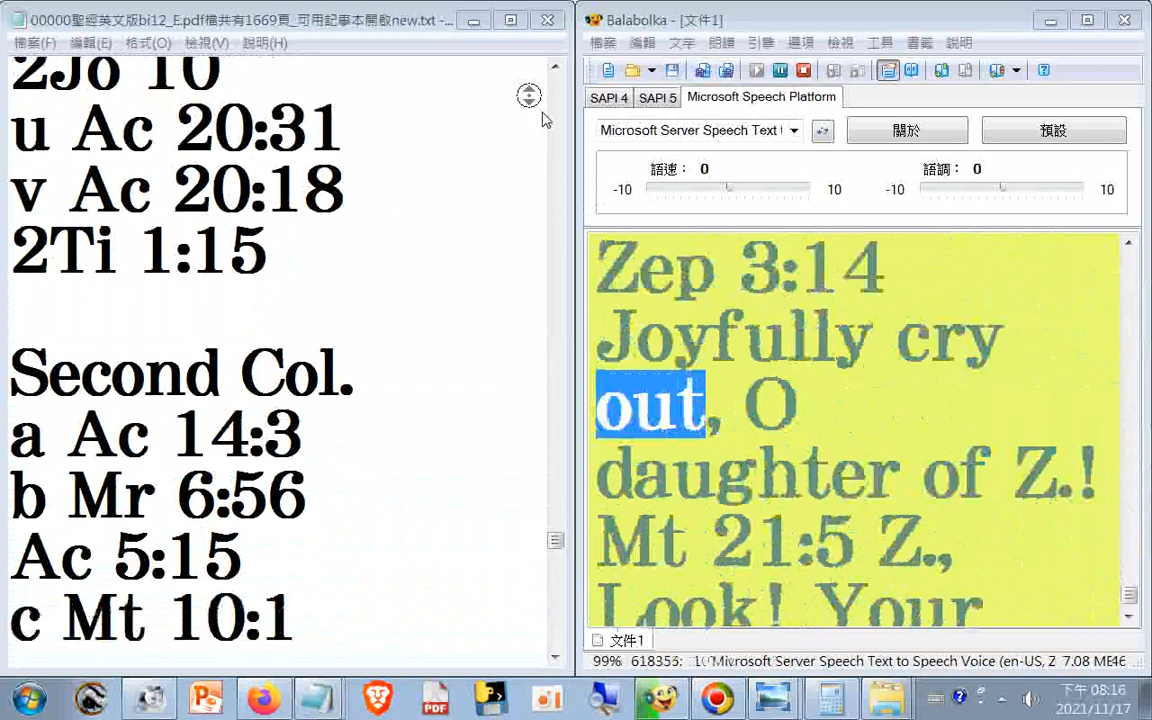 00000聖經英文版bi12_E.pdf檔共有1669頁_可用記事本開啟new.txt -...
檔案(F) 編輯(E) 格式(O) 檢視(V) 說明(H)
2Jo 10
u Ac 20:31
v Ac 20:18
2Ti 1:15
Second Col.
a Ac 14:3
b Mr 6:56
Ac 5:15
c Mt 10:1
Balabolka - [文件1]
檔案 編輯 文字 朗讀 引擎 選項 檢視 工具 書籤 說明
SAPI 4 SAPI 5 Microsoft Speech Platform
Microsoft Server Speech Text 關於 預設
語速： 0 語調： 0
-10 10 -10 10
Zep 3:14
Joyfully cry
out, O
daughter of Z.!
Mt 21:5 Z.,
Look! Your
文件1
99% 618353: Microsoft Server Speech Text to Speech Voice (en-US, Z 7.08 ME46
PDF
下午 08:16
2021/11/17